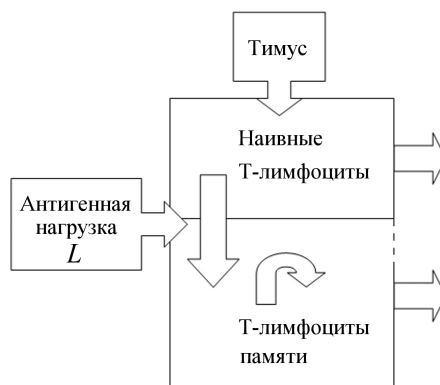 Тимус
Наивные
Т-лимфоциты
Антигенная
нагрузка
L
Т-лимфоциты
памяти